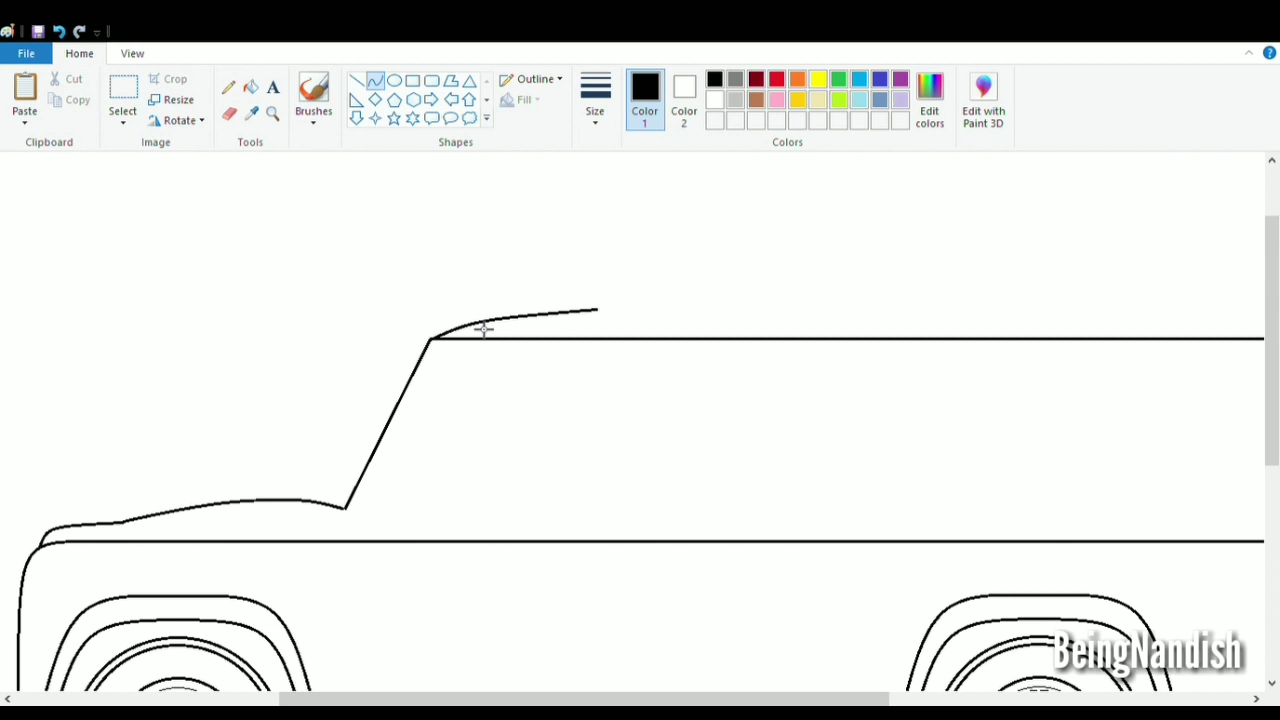 File Home View
Paste
Cut
Copy
Clipboard
Select
Crop
Resize
Rotate
Image
A
Tools
Brushes
Shapes
Outline
Fill
Size
Color
1
Color
2
Edit
colors
Colors
Edit with
Paint 3D
BeingNandish